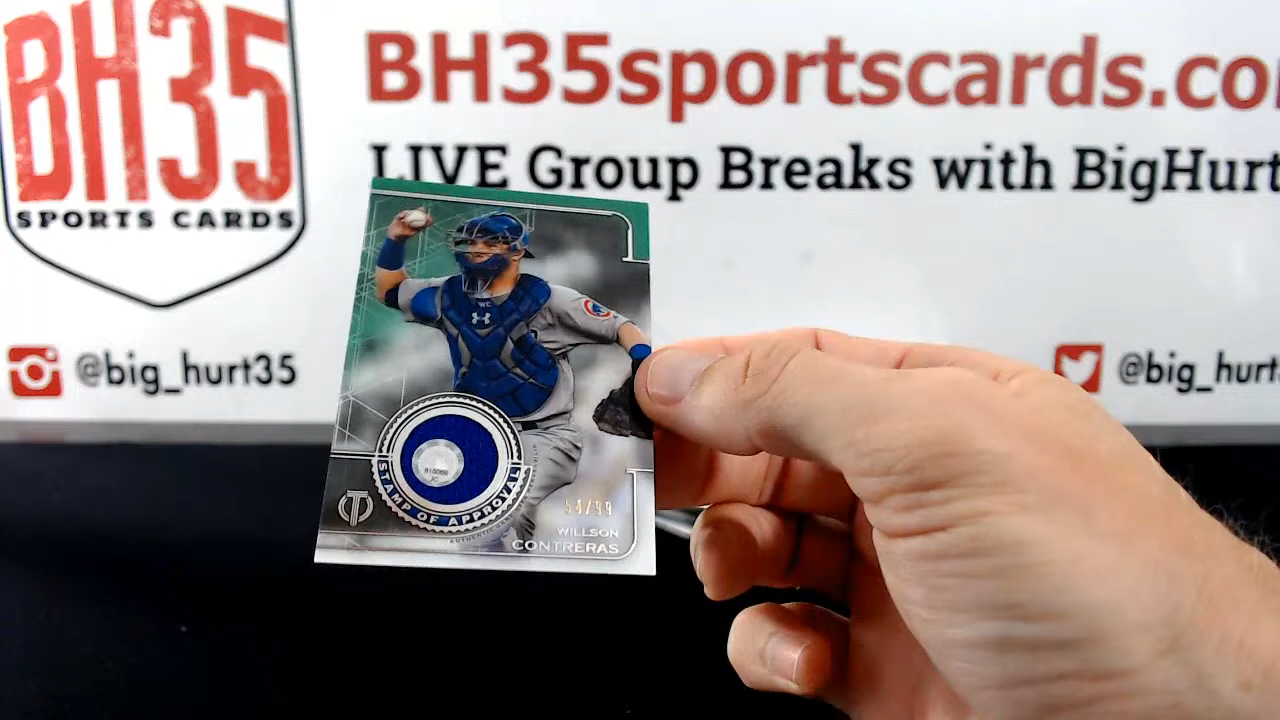 BH35
SPORTS CARDS
BH35sportscards.co
LIVE Group Breaks with BigHurt
@big_hurt35
@big_hurt
WC
STAMP OF APPROVAL
54/99
WILLSON
CONTRERAS